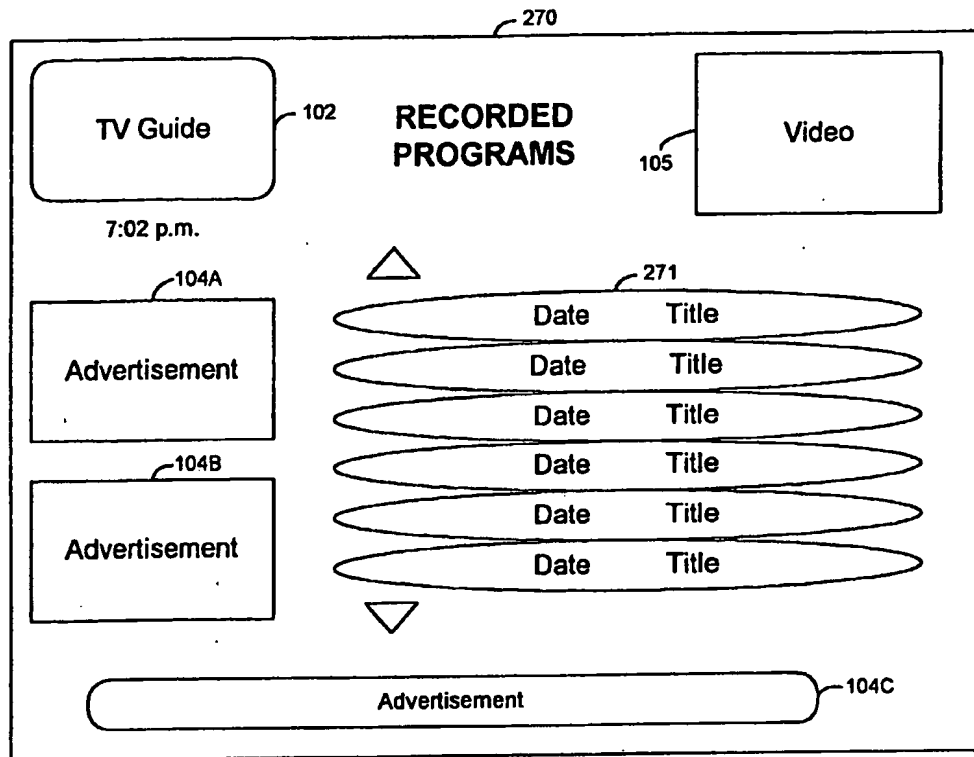 270
TV Guide
102
RECORDED
PROGRAMS
105
Video
7:02 p.m.
104A
Advertisement
271
Date Title
Date Title
Date Title
Date Title
Date Title
Date Title
104B
Advertisement
Advertisement
104C